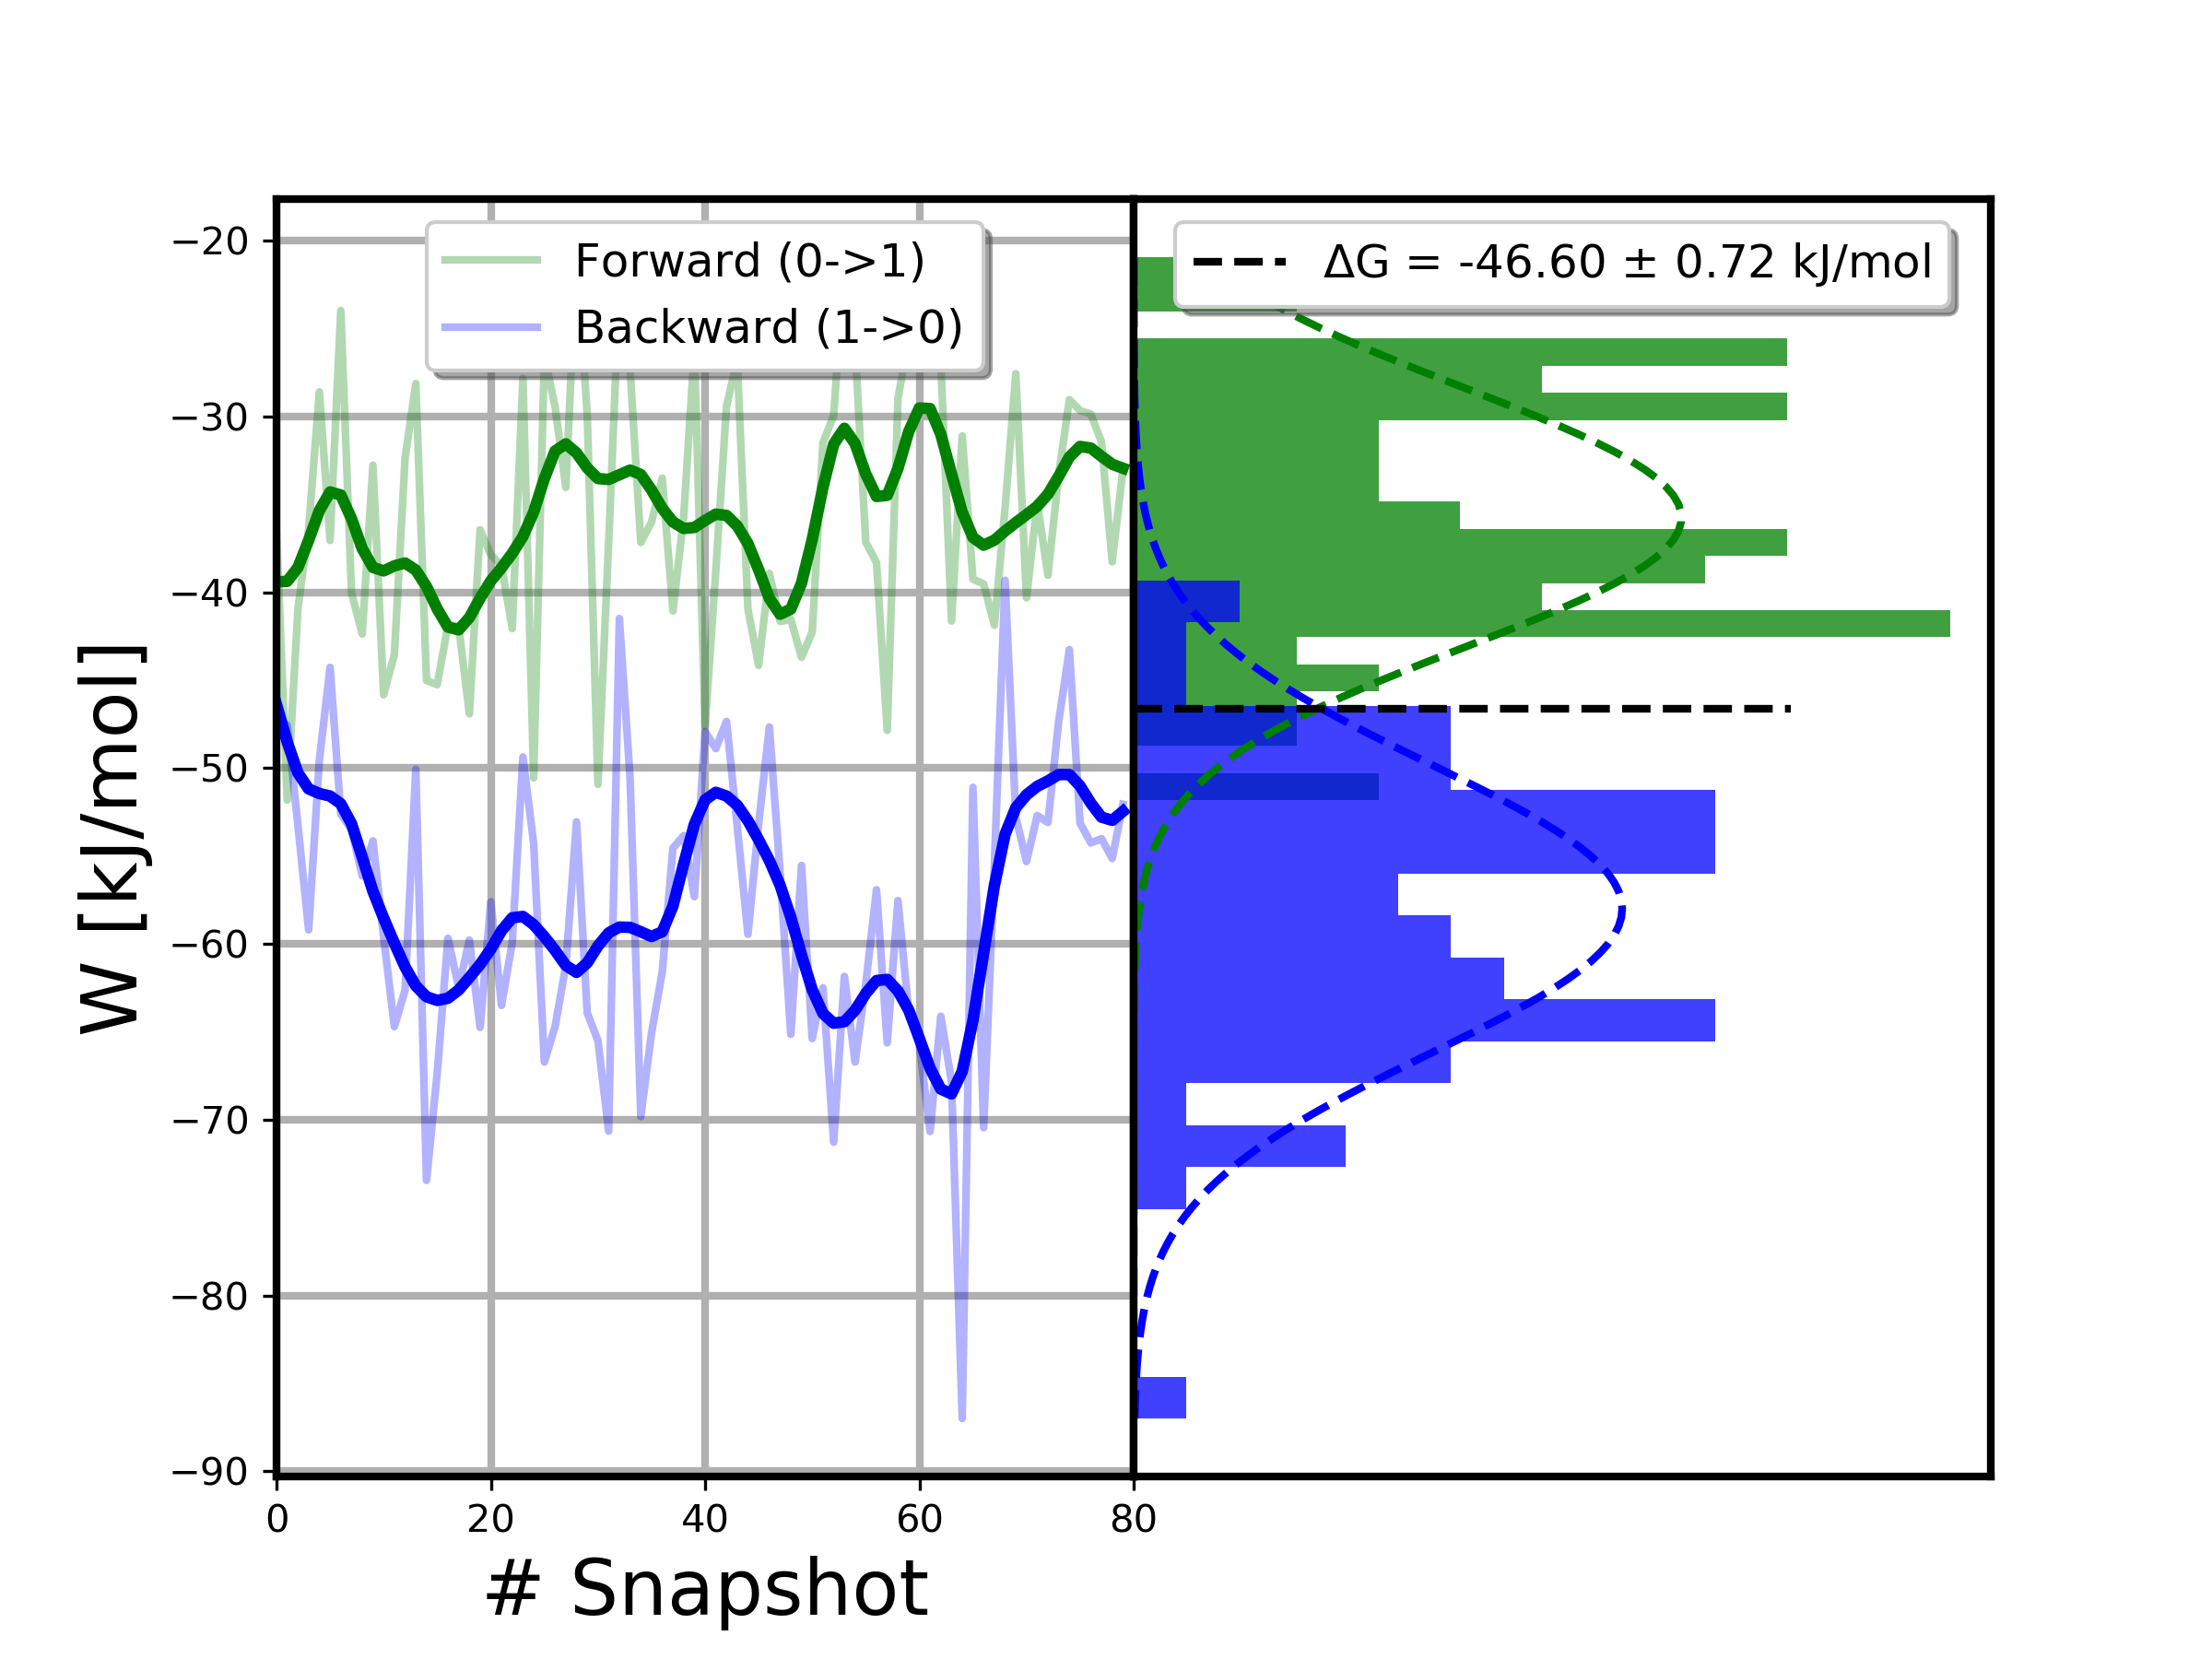 Forward (0->1)
Backward (1->0)
ΔG = -46.60 ± 0.72 kJ/mol
W [kJ/mol]
−20
−30
−40
−50
−60
−70
−80
−90
0 20 40 60 80
# Snapshot